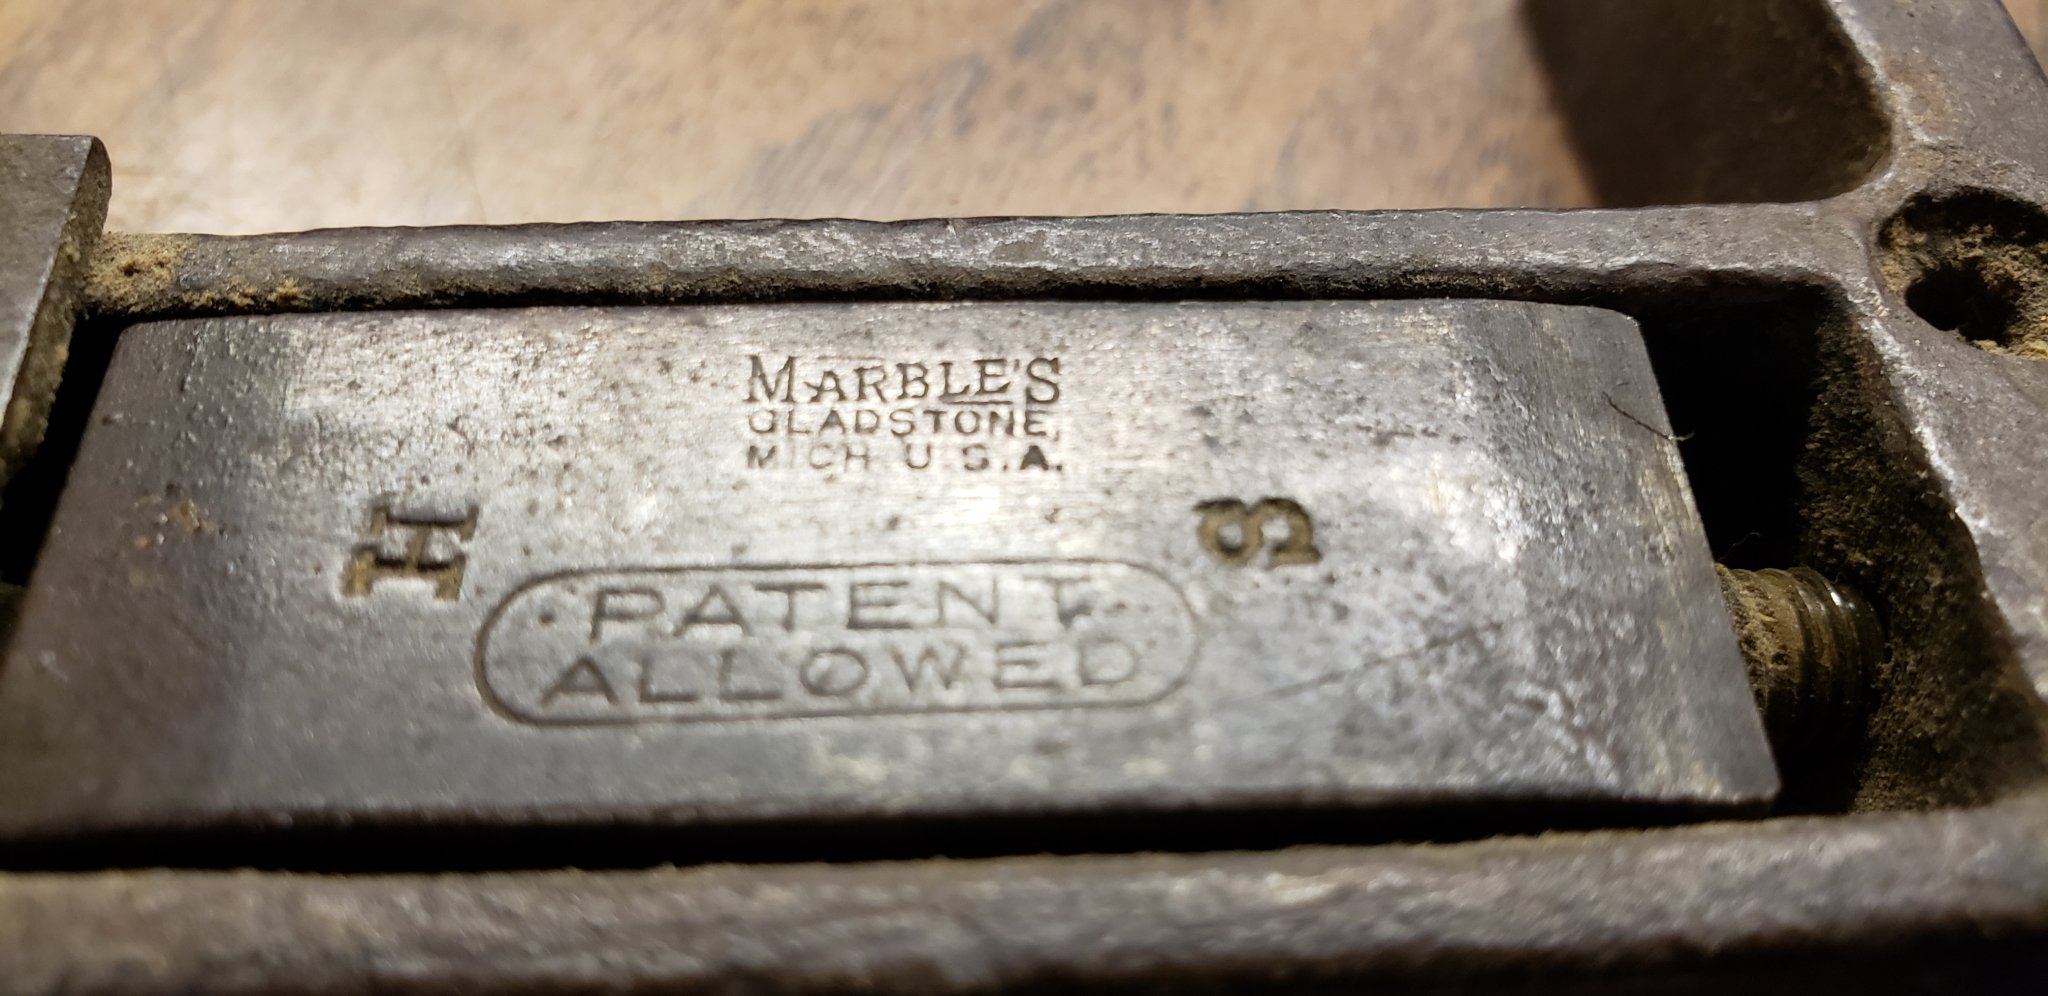 MARBLE'S
GLADSTONE,
MICH U.S.A.
H S
PATENT
ALLOWED